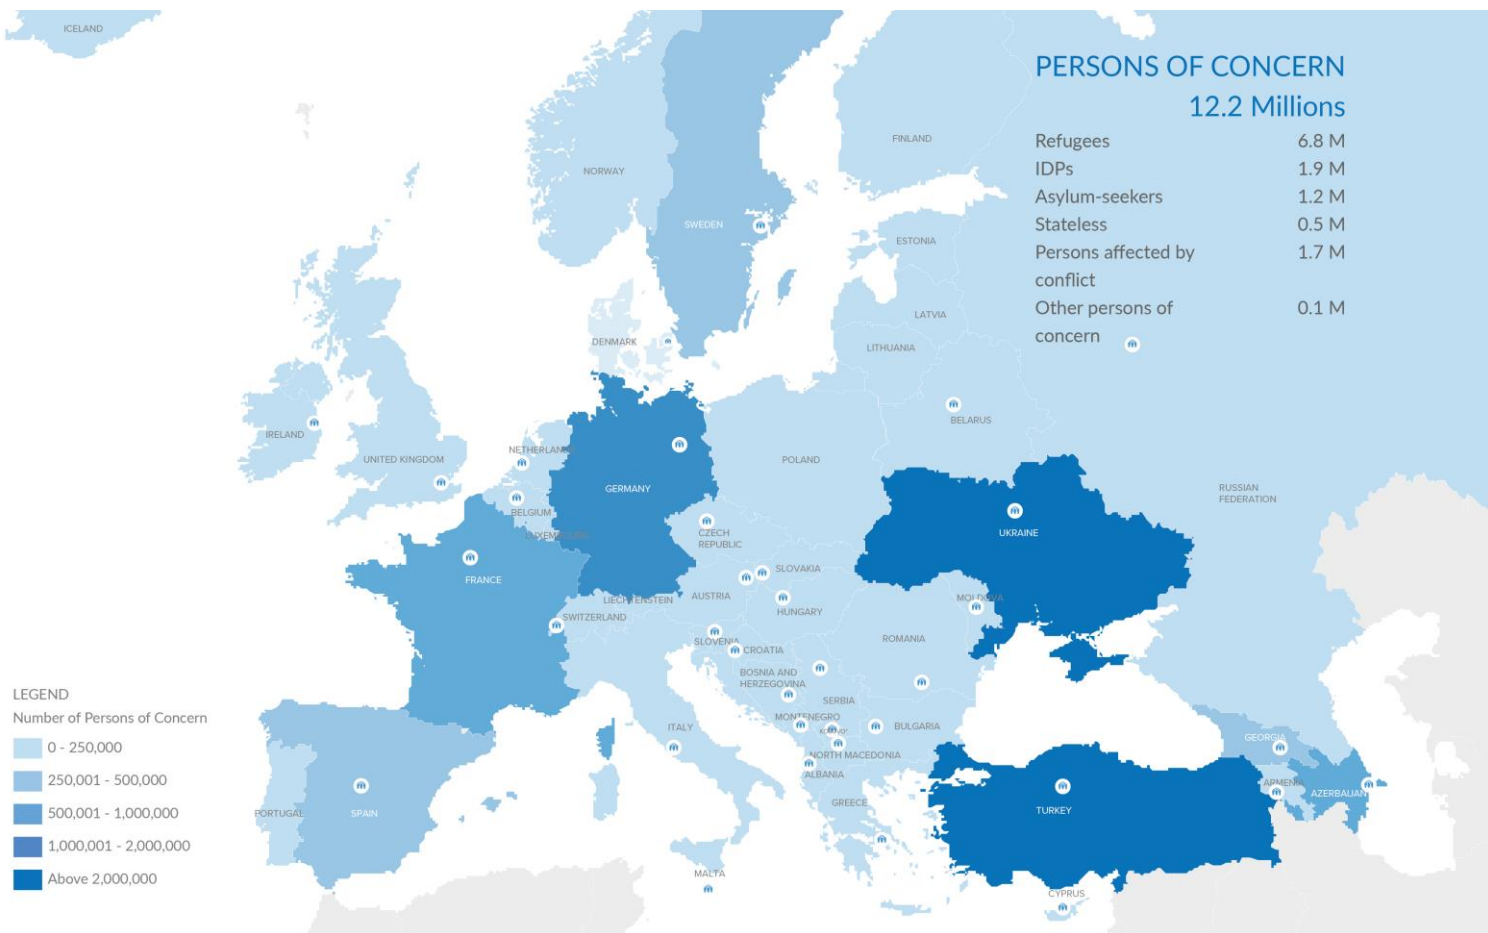 ICELAND
PERSONS OF CONCERN
12.2 Millions
Refugees 6.8 M
IDPs 1.9 M
Asylum-seekers 1.2 M
Stateless 0.5 M
Persons affected by 1.7 M
conflict
Other persons of 0.1 M
concern
FINLAND
NORWAY
SWEDEN
ESTONIA
LATVIA
DENMARK
LITHUANIA
BELARUS
IRELAND
NETHERLAND
UNITED KINGDOM
POLAND
GERMANY
RUSSIAN
FEDERATION
BELGIUM
LUXEMBOURG
CZECH
REPUBLIC
UKRAINE
FRANCE
SLOVAKIA
AUSTRIA
LIECHTENSTEIN
HUNGARY
MOLDOVA
SWITZERLAND
SLOVENIA
CROATIA
ROMANIA
BOSNIA AND
HERZEGOVINA
SERBIA
MONTENEGRO
ITALY
BULGARIA
NORTH MACEDONIA
ALBANIA
GREECE
GEORGIA
ARMENIA
AZERBAIJAN
TURKEY
PORTUGAL
SPAIN
MALTA
CYPRUS
LEGEND
Number of Persons of Concern
0 - 250,000
250,001 - 500,000
500,001 - 1,000,000
1,000,001 - 2,000,000
Above 2,000,000